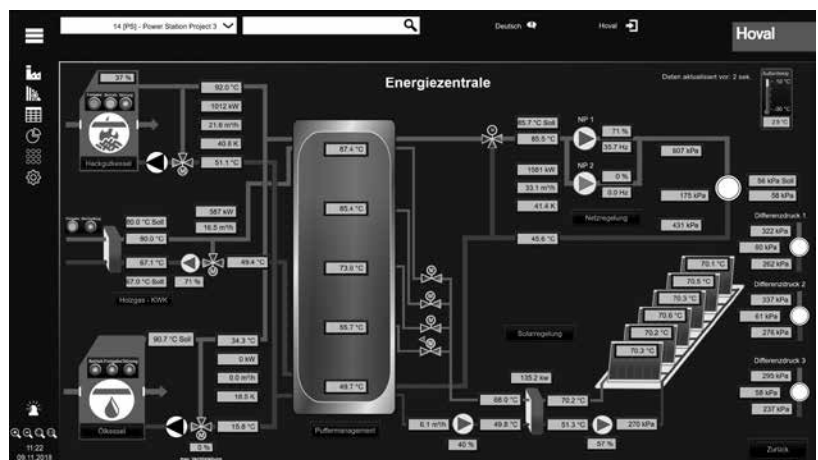 14 [PS] - Power Station Project 3
Deutsch
Hoval
Hoval
Energiezentrale
Daten aktualisiert vor: 2 sek.
37 %
92.0 °C
1012 kW
21.6 m³/h
40.8 K
51.1 °C
Hackgutkessel
587 kW
16.5 m³/h
80.0 °C Soll
80.0 °C
67.1 °C
67.0 °C Soll
71 %
49.4 °C
Holzgas - KWK
90.7 °C Soll
34.3 °C
0 kW
0.0 m³/h
18.5 K
15.8 °C
0 %
Ölkessel
87.4 °C
85.4 °C
73.8 °C
49.7 °C
Puffermanagement
85.7 °C Soll
85.5 °C
1581 kW
33.1 m³/h
41.4 K
45.6 °C
NP 1
71 %
35.7 Hz
NP 2
0 %
0.0 Hz
Netzregelung
607 kPa
175 kPa
431 kPa
56 kPa Soll
56 kPa
Differenzdruck 1
322 kPa
60 kPa
262 kPa
Differenzdruck 2
337 kPa
61 kPa
276 kPa
Differenzdruck 3
295 kPa
58 kPa
237 kPa
70.1 °C
70.5 °C
70.3 °C
70.6 °C
70.2 °C
70.3 °C
Solarregelung
135.2 kw
68.0 °C
70.2 °C
6.1 m³/h
49.8 °C
51.3 °C
270 kPa
40 %
57 %
Zurück
11:22
09.11.2018